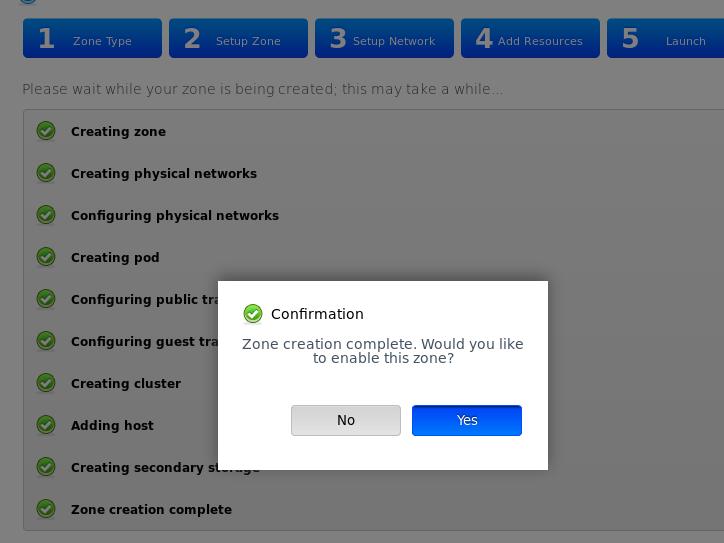 1 Zone Type 2 Setup Zone 3 Setup Network 4 Add Resources 5 Launch
Please wait while your zone is being created; this may take a while...
Creating zone
Creating physical networks
Configuring physical networks
Creating pod
Configuring public tra
Configuring guest tra
Creating cluster
Adding host
Creating secondary storage
Zone creation complete
Confirmation
Zone creation complete. Would you like
to enable this zone?
No Yes